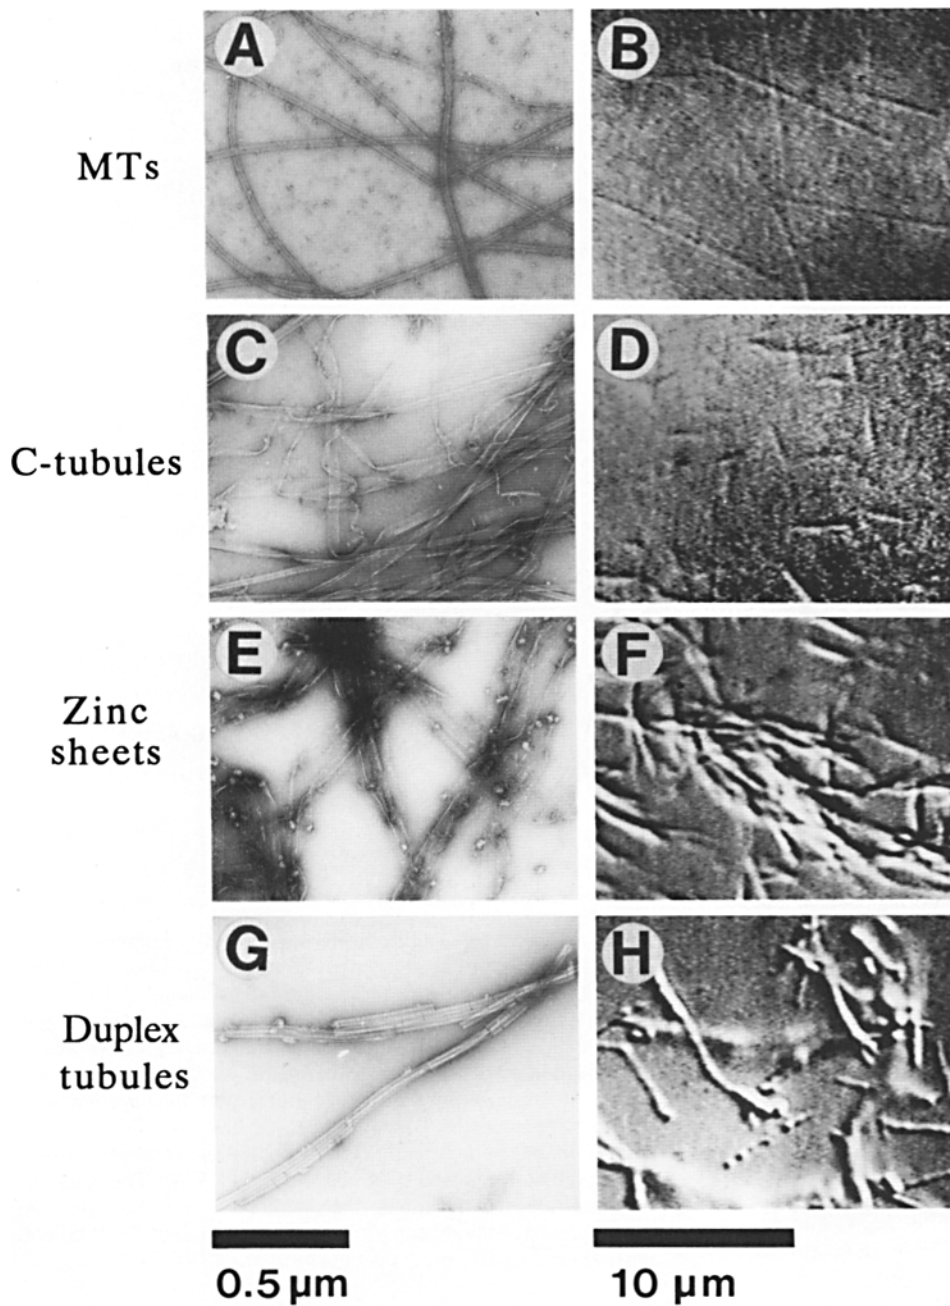 A
B
MTs
C
D
C-tubules
E
F
Zinc
sheets
G
H
Duplex
tubules
0.5 μm
10 μm